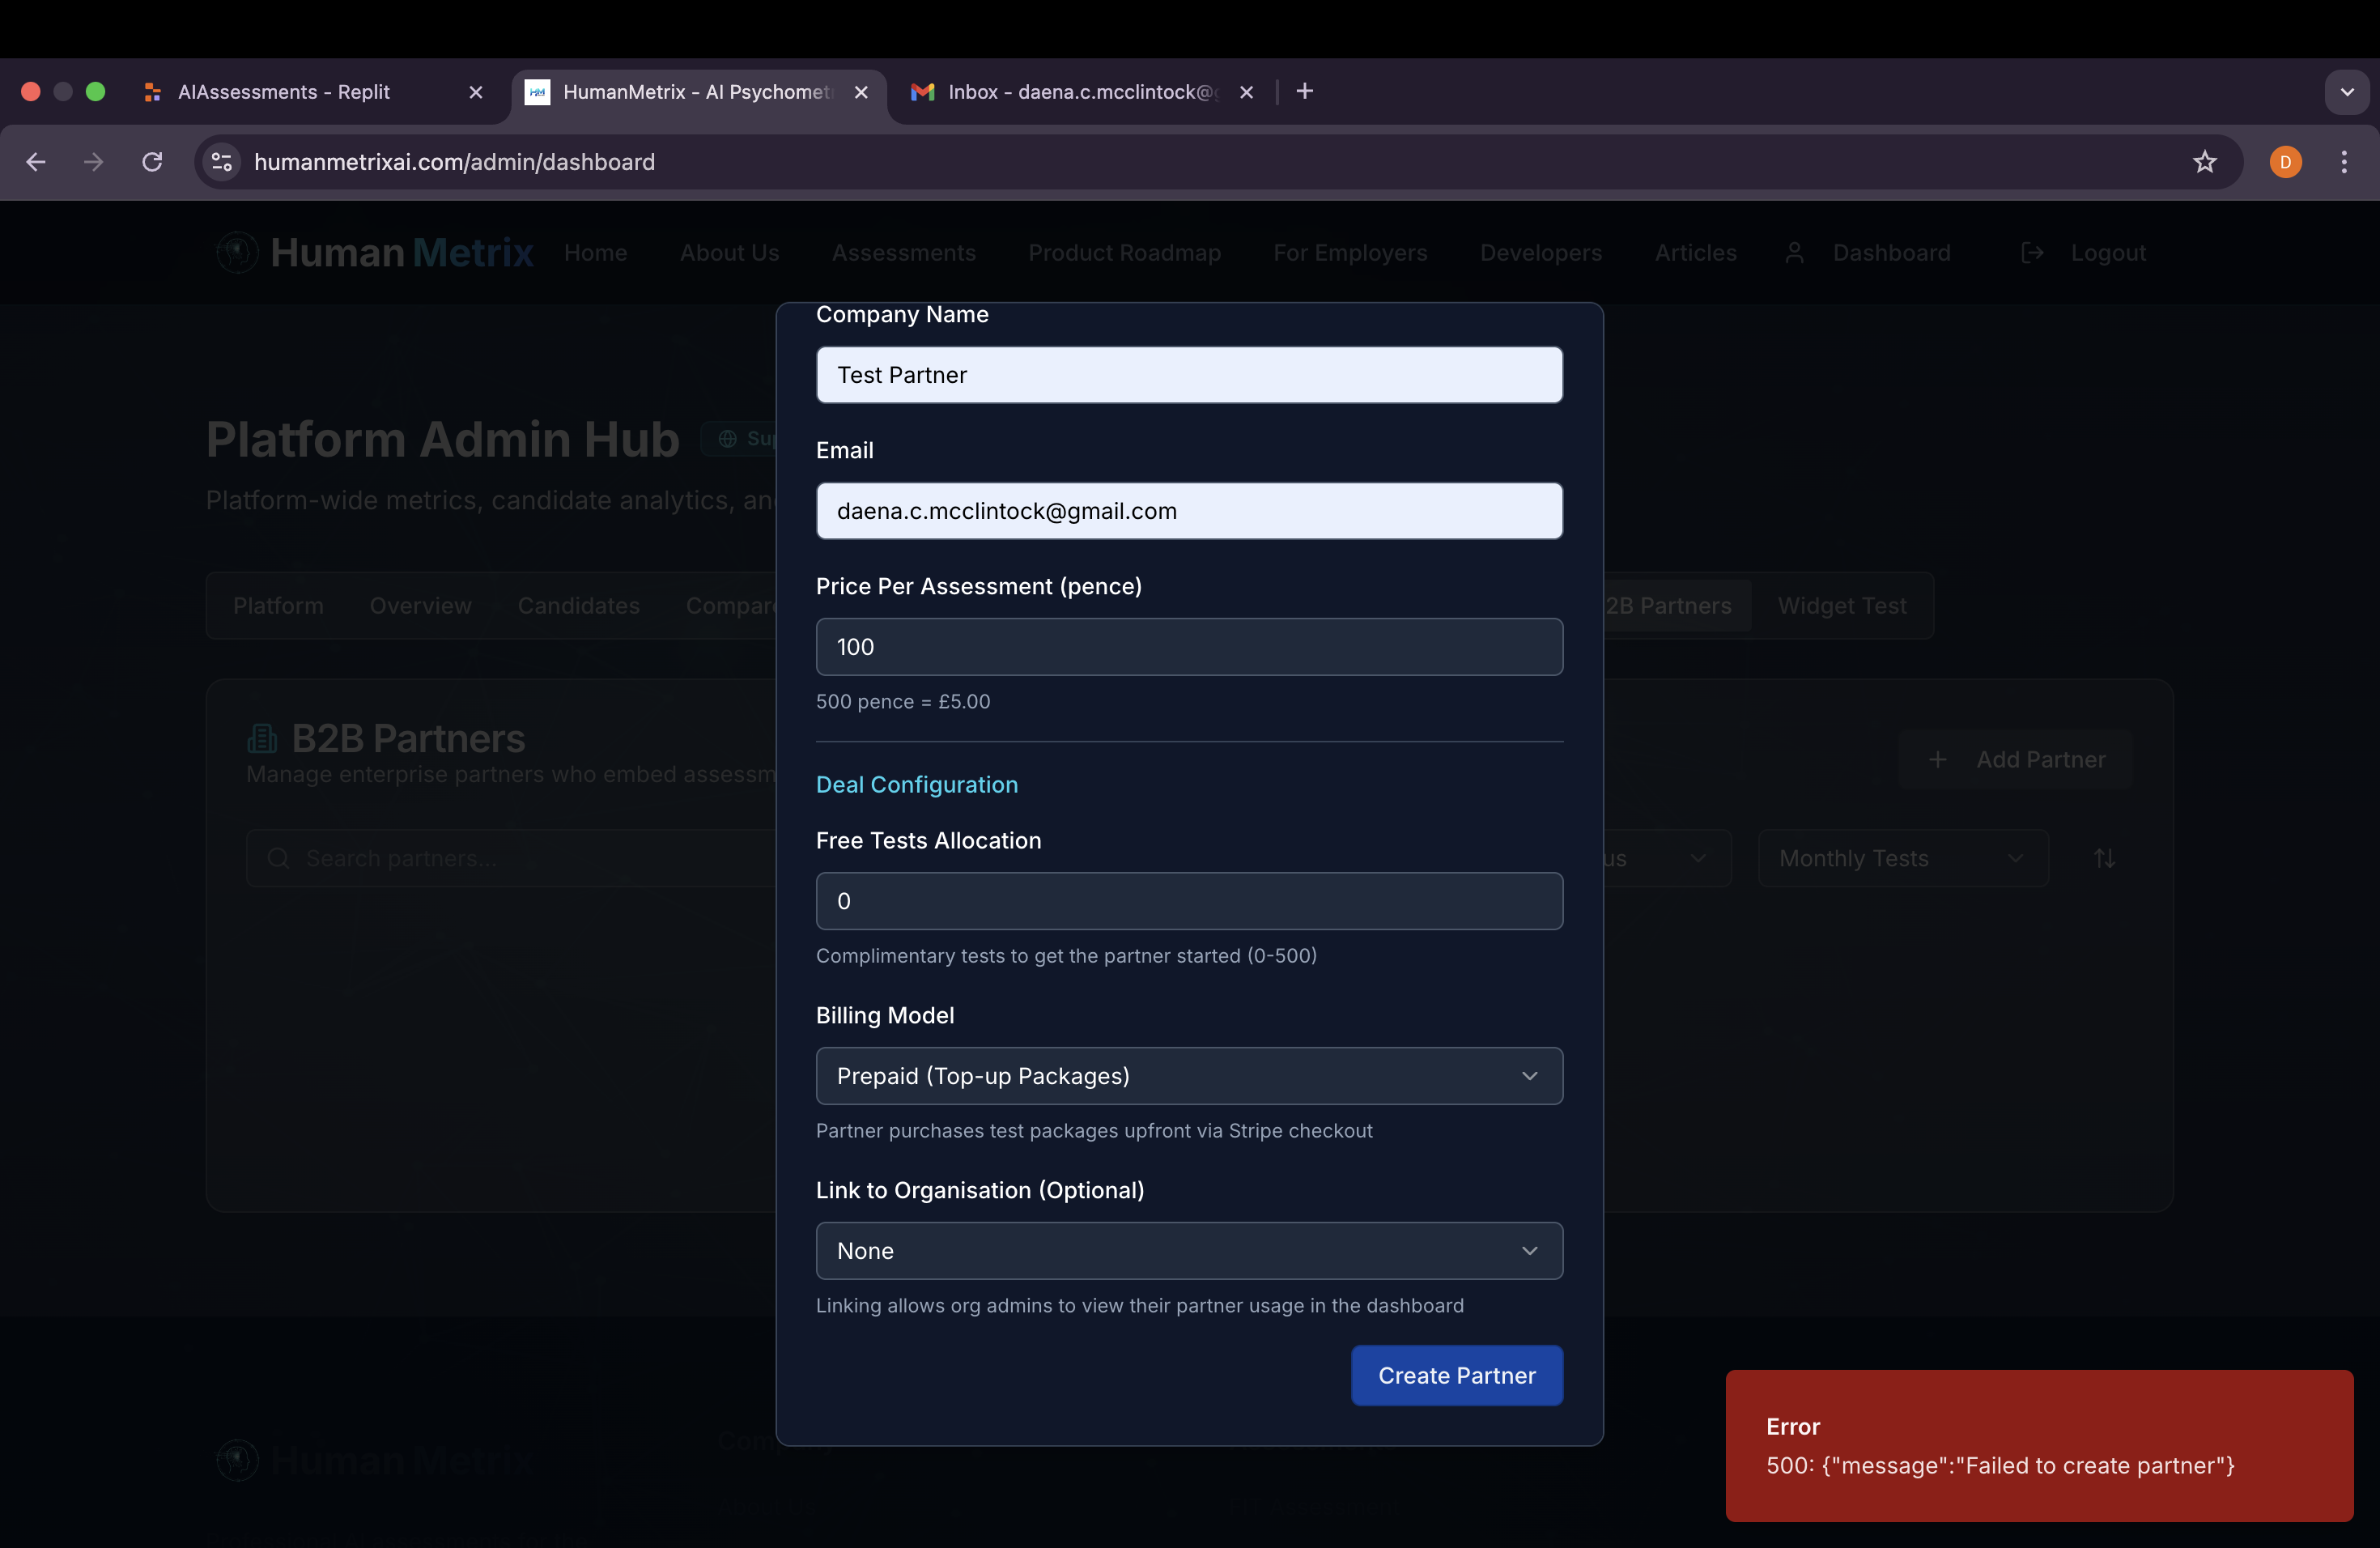 AIAssessments - Replit
HumanMetrix - AI Psychomet
Inbox - daena.c.mcclintock@
humanmetrixai.com/admin/dashboard
D
HumanMetrix
Home
About Us
Assessments
Product Roadmap
For Employers
Developers
Articles
Dashboard
Logout
Company Name
Test Partner
Platform Admin Hub
Email
Platform-wide metrics, candidate analytics,
daena.c.mcclintock@gmail.com
Price Per Assessment (pence)
Platform
Overview
Candidates
Compare
B2B Partners
Widget Test
100
500 pence = £5.00
B2B Partners
Manage enterprise partners who embed
Add Partner
Deal Configuration
Free Tests Allocation
Search partners...
Monthly Tests
0
Complimentary tests to get the partner started (0-500)
Billing Model
Prepaid (Top-up Packages)
Partner purchases test packages upfront via Stripe checkout
Link to Organisation (Optional)
None
Linking allows org admins to view their partner usage in the dashboard
Create Partner
Error
500: {"message":"Failed to create partner"}
HumanMetrix